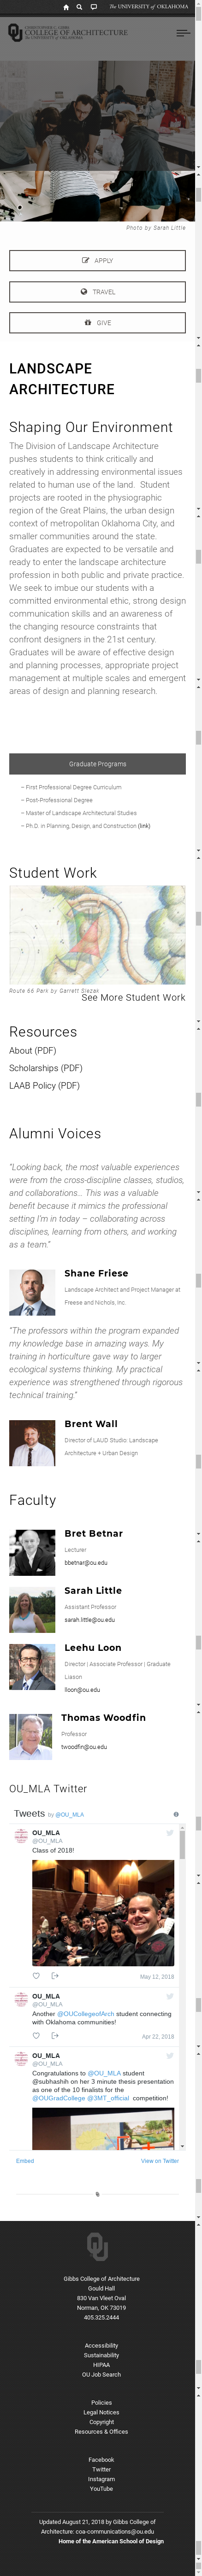 The UNIVERSITY of OKLAHOMA
CHRISTOPHER C. GIBBS
COLLEGE OF ARCHITECTURE
The UNIVERSITY OF OKLAHOMA
Photo by Sarah Little
APPLY
TRAVEL
GIVE
LANDSCAPE
ARCHITECTURE
Shaping Our Environment
The Division of Landscape Architecture
pushes students to think critically and
creatively in addressing environmental issues
related to human use of land. Student
projects are rooted in the physiographic
region of the Great Plains, the urban design
context of metropolitan Oklahoma City, and
smaller communities around the state.
Graduates are expected to be versatile and
ready to enter the landscape architecture
profession in both public and private practice.
We seek to imbue our students with a
committed environmental ethic, strong design
and communication skills and an awareness
of the changing resource constraints that
confront designers in the 21st century.
Graduates will be aware of effective design
and planning processes, appropriate project
management at multiple scales and emergent
areas of design and planning research.
Graduate Programs
– First Professional Degree Curriculum
– Post-Professional Degree
– Master of Landscape Architectural Studies
– Ph.D. in Planning, Design, and Construction (link)
Student Work
Route 66 Park by Garrett Slezak
See More Student Work
Resources
About (PDF)
Scholarships (PDF)
LAAB Policy (PDF)
Alumni Voices
“Looking back, the most valuable experiences
were from the cross-discipline classes, studios,
and collaborations… This was a valuable
benefit because it mimics the professional
setting I’m in today – collaborating across
disciplines, learning from others, and working
as a team.”
Shane Friese
Landscape Architect and Project Manager at
Freese and Nichols, Inc.
“The professors within the program expanded
my knowledge base in amazing ways. My
training in horticulture gave way to larger
ecological systems thinking. My practical
experience was strengthened through rigorous
technical training.”
Brent Wall
Director of LAUD Studio: Landscape
Architecture + Urban Design
Faculty
Bret Betnar
Lecturer
bbetnar@ou.edu
Sarah Little
Assistant Professor
sarah.little@ou.edu
Leehu Loon
Director | Associate Professor | Graduate
Liaison
lloon@ou.edu
Thomas Woodfin
Professor
twoodfin@ou.edu
OU_MLA Twitter
Tweets by @OU_MLA
OU_MLA
@OU_MLA
Class of 2018!
May 12, 2018
OU_MLA
@OU_MLA
Another @OUCollegeofArch student connecting
with Oklahoma communities!
Apr 22, 2018
OU_MLA
@OU_MLA
Congratulations to @OU_MLA student
@subhashih on her 3 minute thesis presentation
as one of the 10 finalists for the
@OUGradCollege @3MT_official competition!
Embed
View on Twitter
Gibbs College of Architecture
Gould Hall
830 Van Vleet Oval
Norman, OK 73019
405.325.2444
Accessibility
Sustainability
HIPAA
OU Job Search
Policies
Legal Notices
Copyright
Resources & Offices
Facebook
Twitter
Instagram
YouTube
Updated August 21, 2018 by Gibbs College of
Architecture: coa-communications@ou.edu
Home of the American School of Design